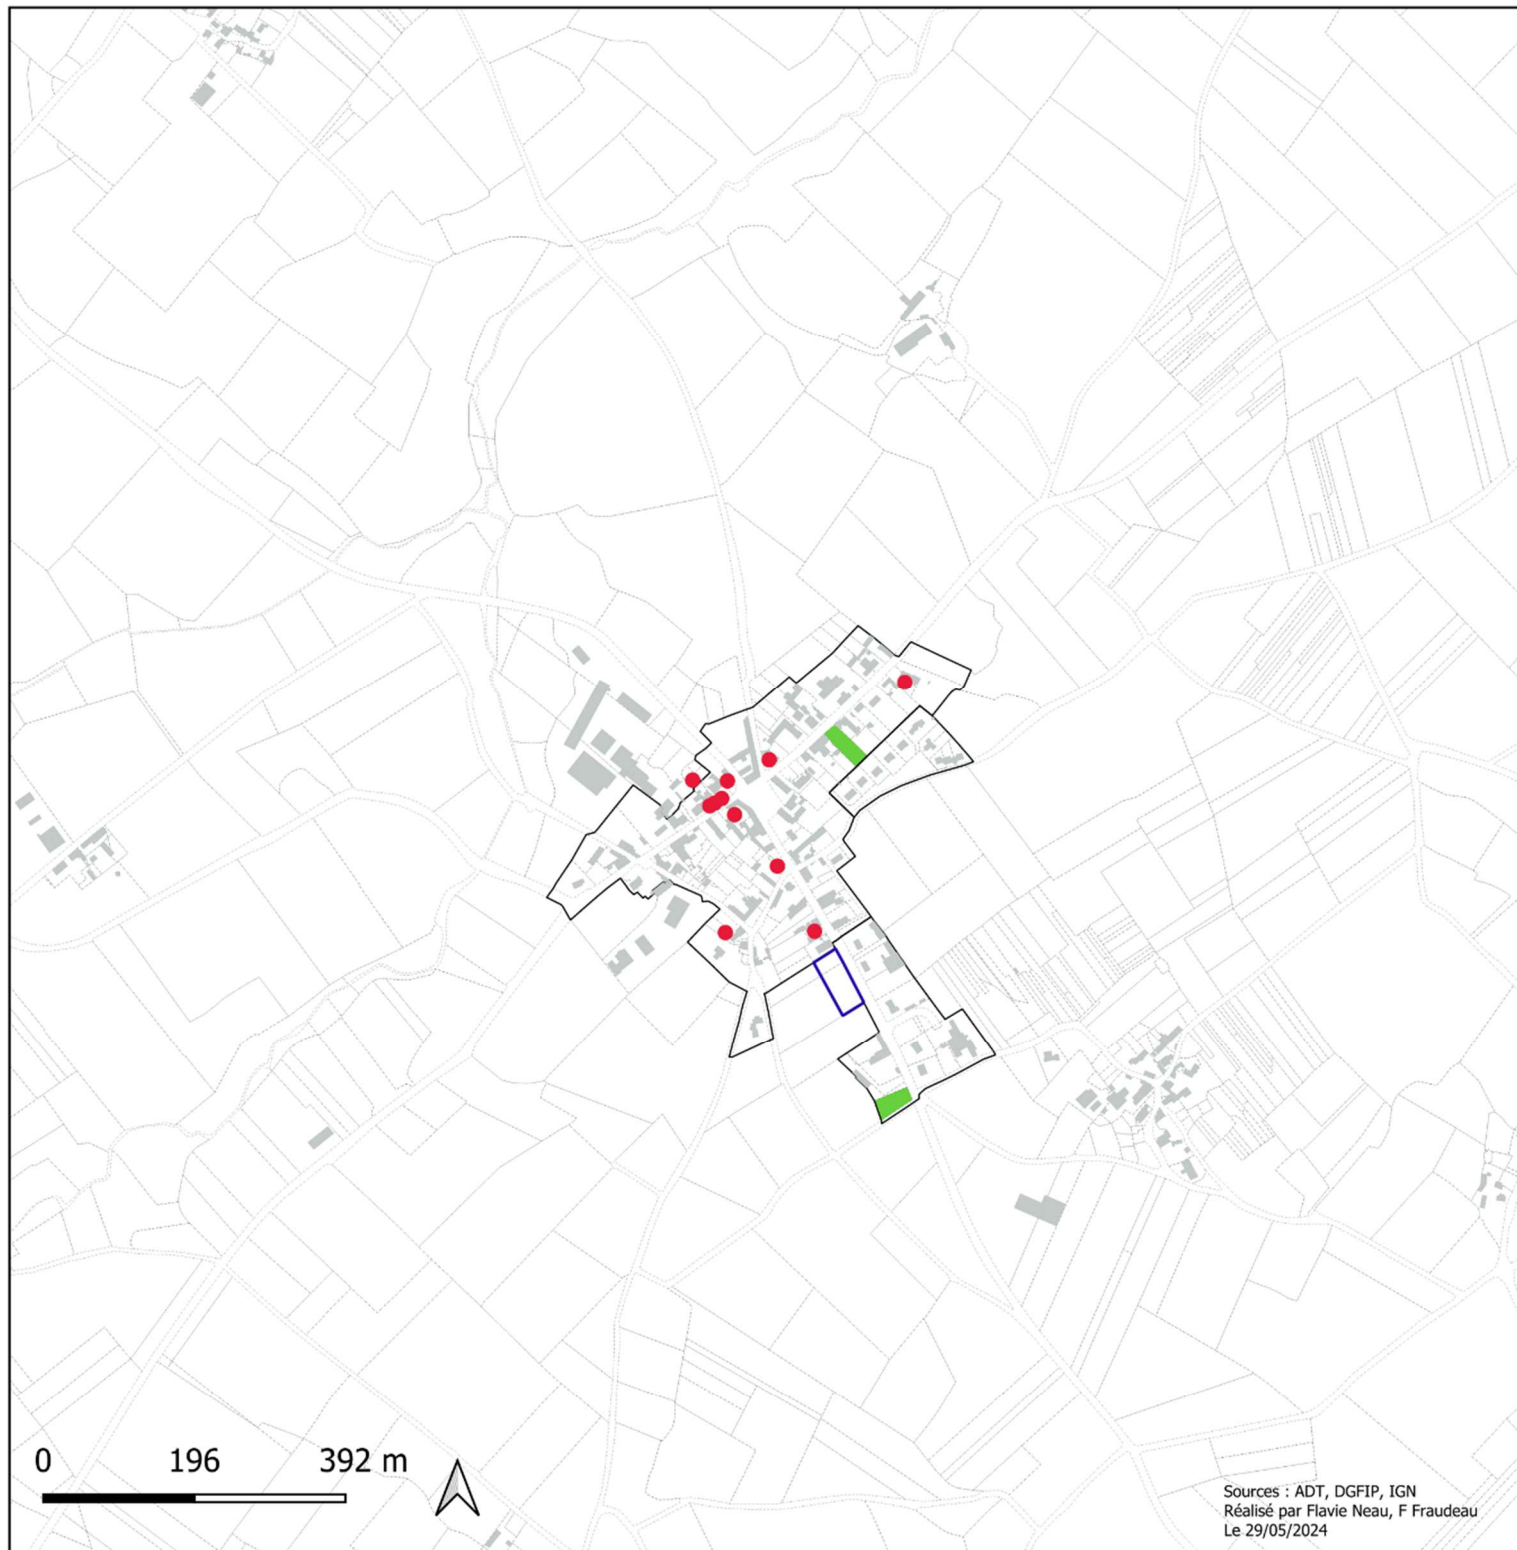 0 196 392 m
Sources : ADT, DGFIP, IGN
Réalisé par Flavie Neau, F Fraudeau
Le 29/05/2024